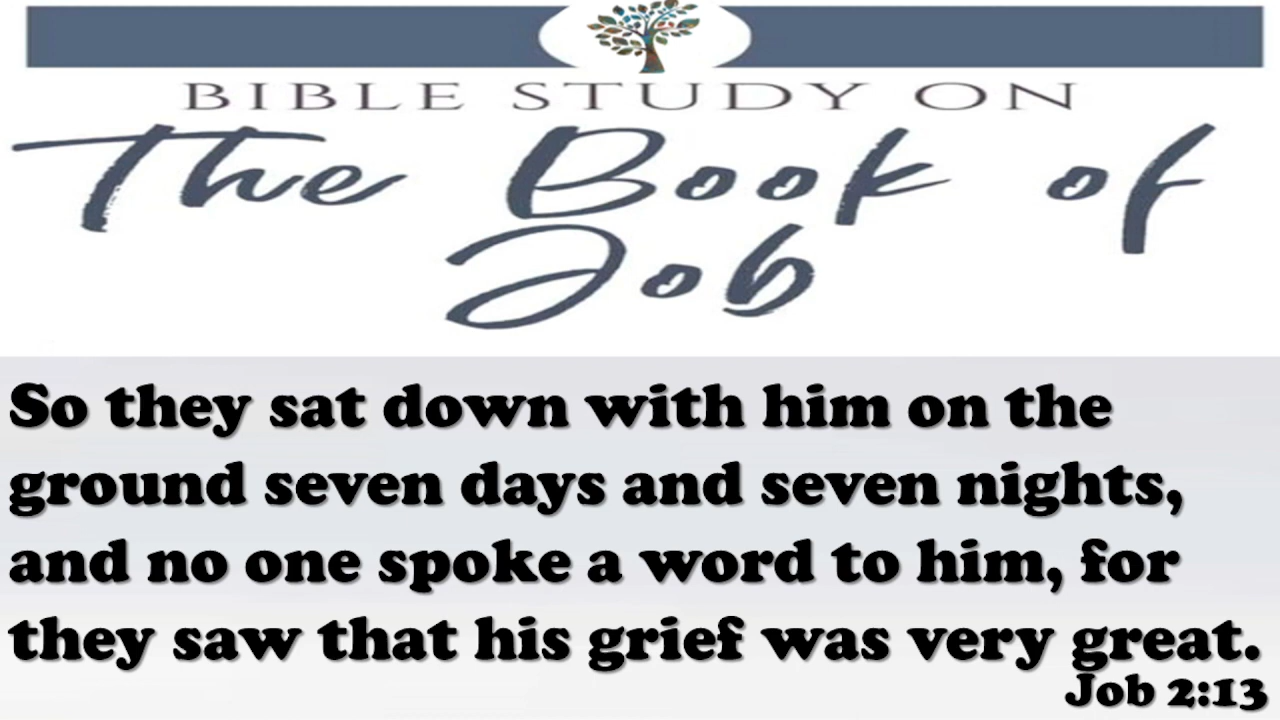 BIBLE STUDY ON
The Book of
Job
So they sat down with him on the
ground seven days and seven nights,
and no one spoke a word to him, for
they saw that his grief was very great.
Job 2:13